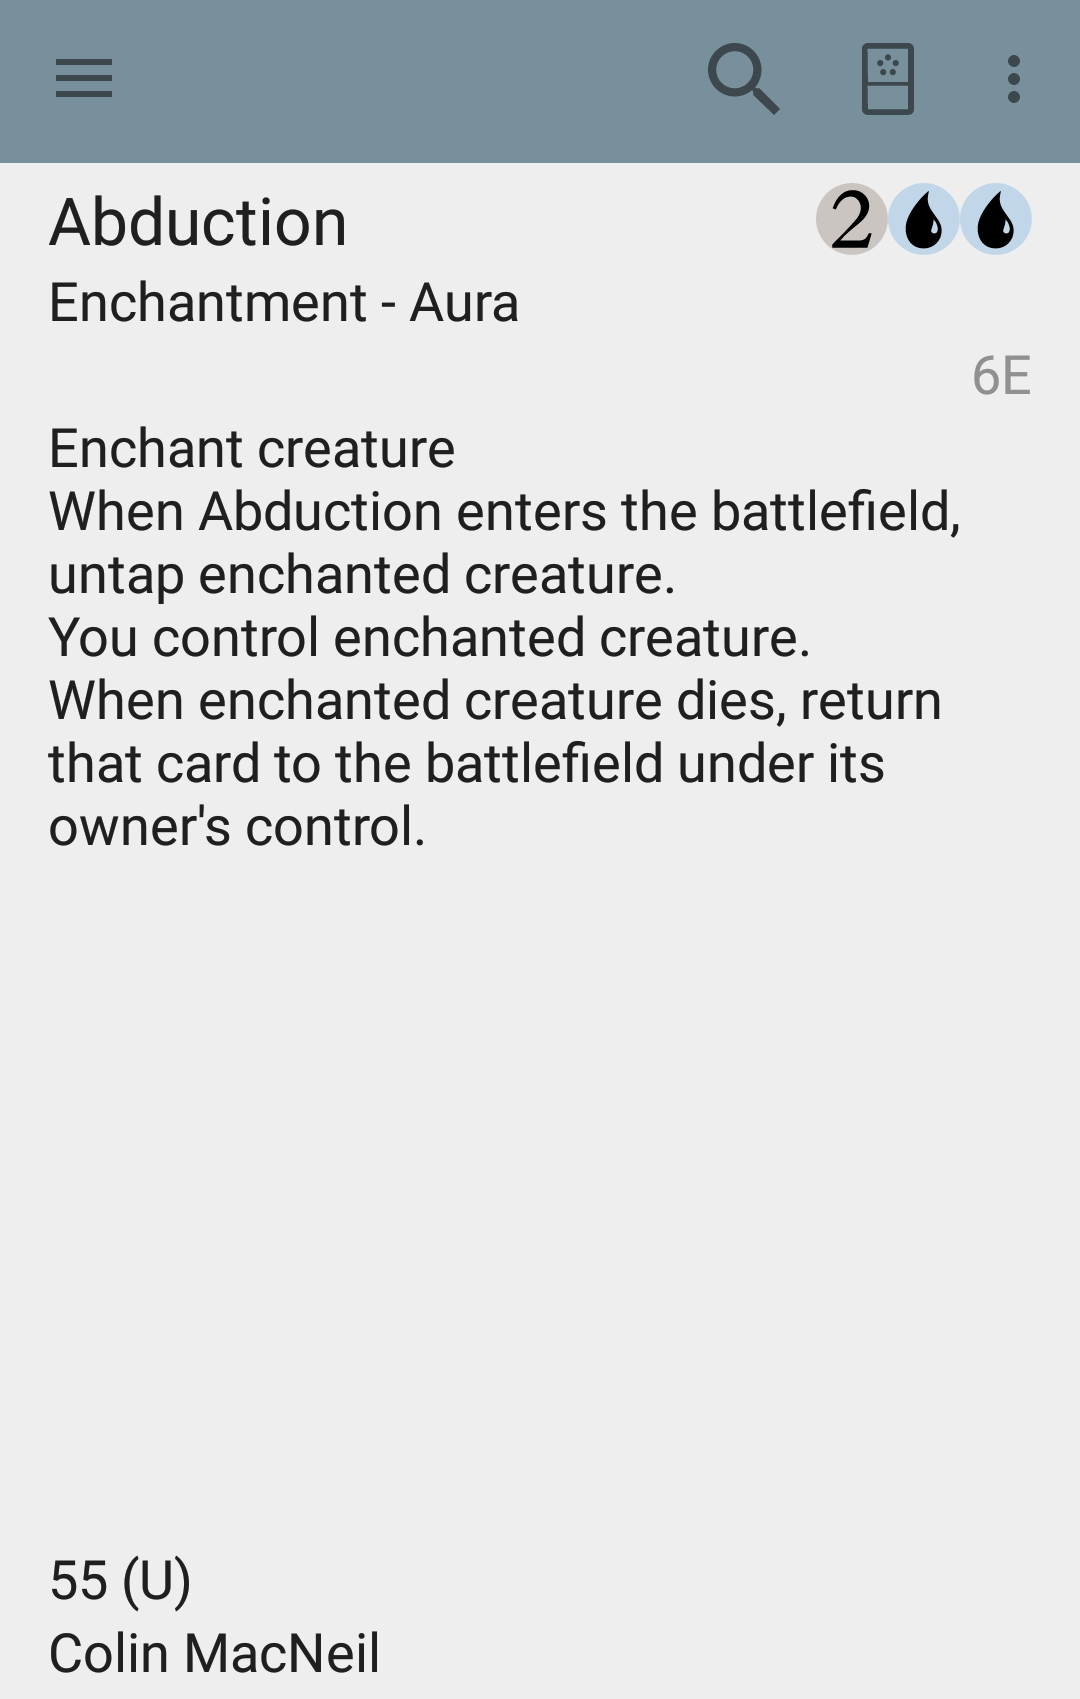 Abduction 2
Enchantment - Aura
6E
Enchant creature
When Abduction enters the battlefield,
untap enchanted creature.
You control enchanted creature.
When enchanted creature dies, return
that card to the battlefield under its
owner's control.
55 (U)
Colin MacNeil